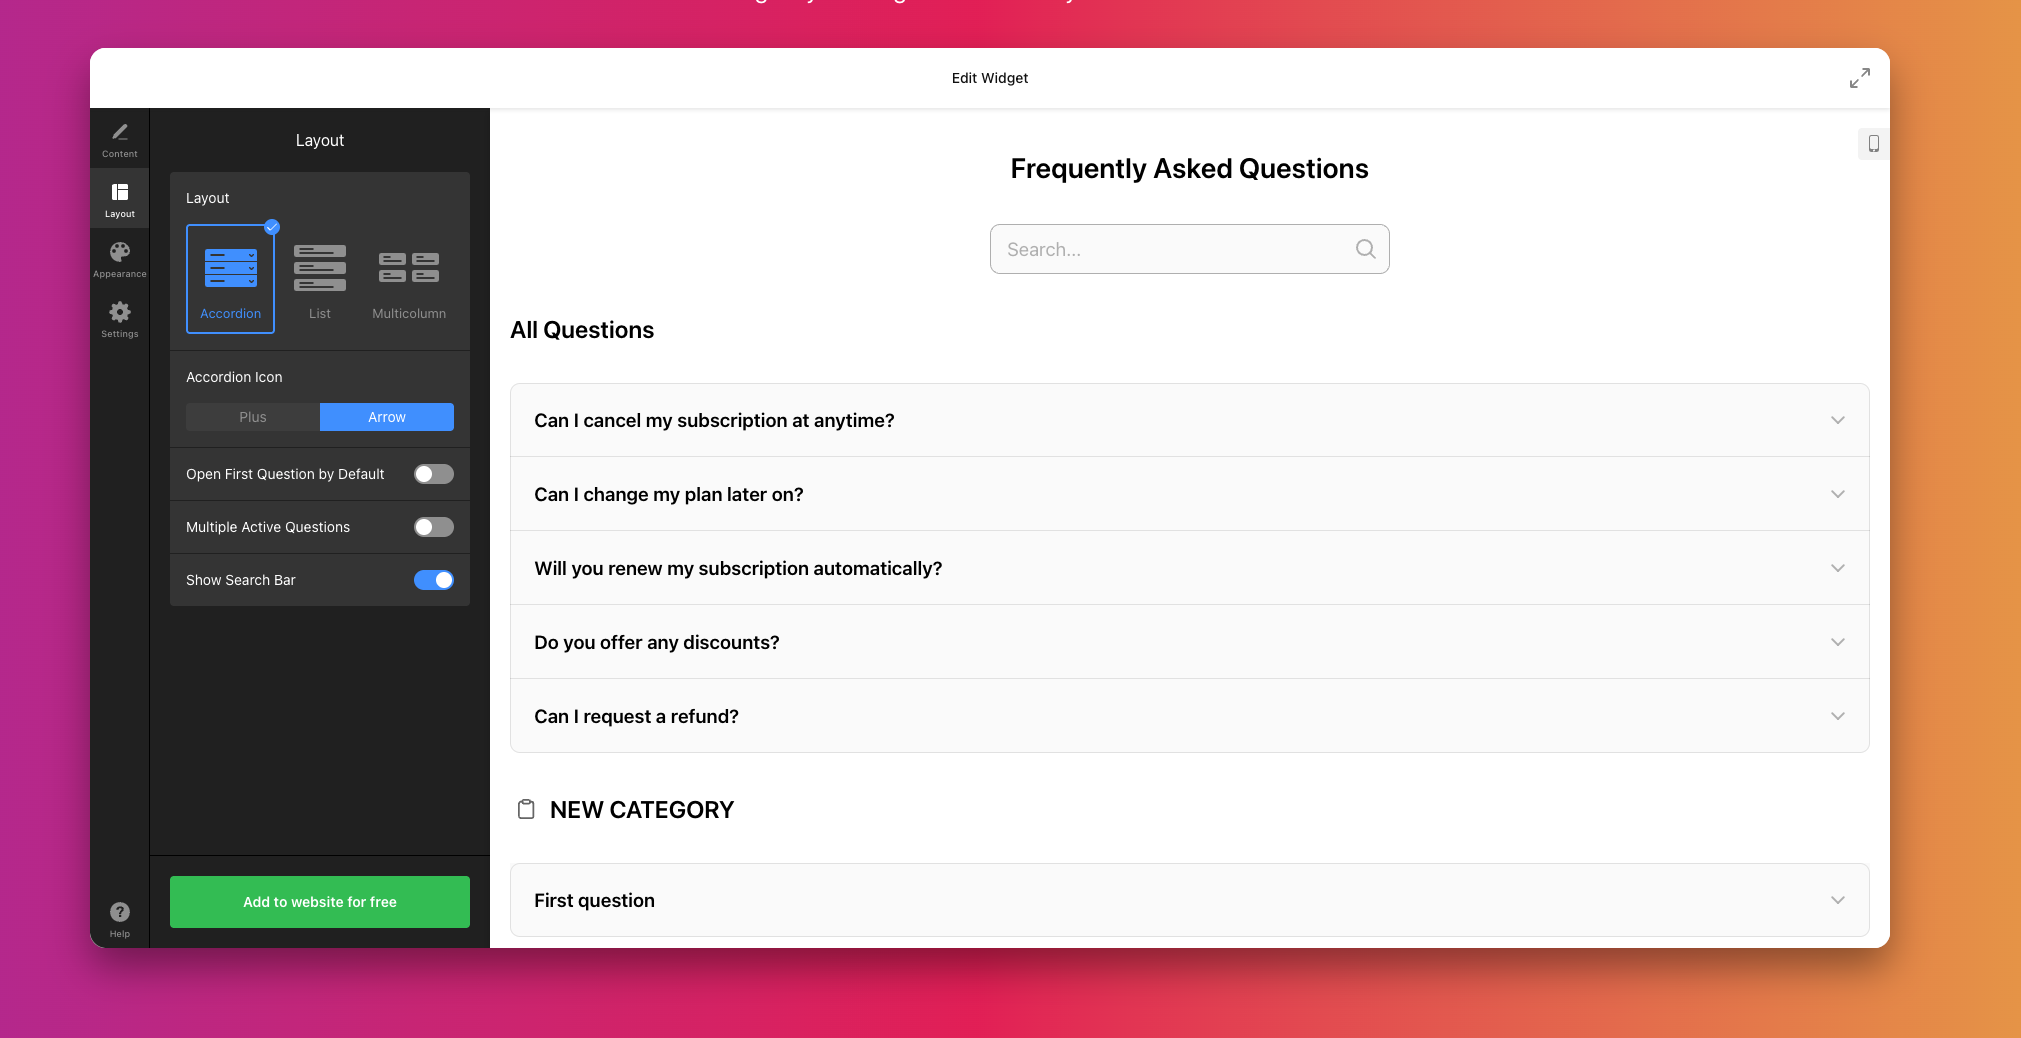 Edit Widget
Content
Layout
Appearance
Settings
Help
Layout
Layout
Accordion
List
Multicolumn
Accordion Icon
Plus
Arrow
Open First Question by Default
Multiple Active Questions
Show Search Bar
Add to website for free
Frequently Asked Questions
Search...
All Questions
Can I cancel my subscription at anytime?
Can I change my plan later on?
Will you renew my subscription automatically?
Do you offer any discounts?
Can I request a refund?
NEW CATEGORY
First question